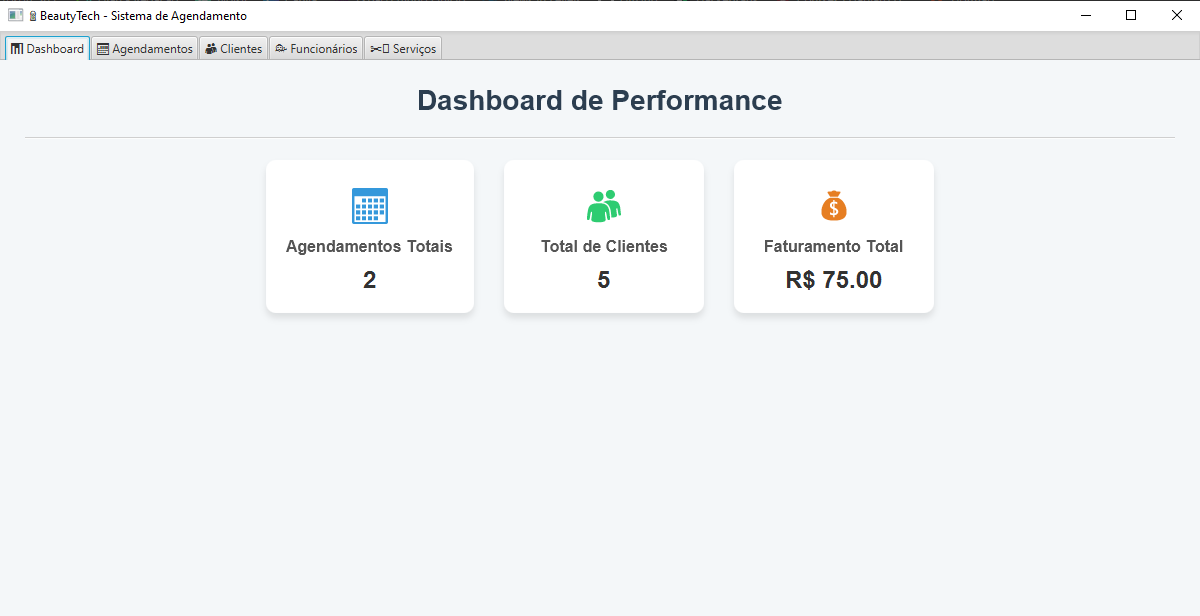 BeautyTech - Sistema de Agendamento
Dashboard Agendamentos Clientes Funcionários Serviços
Dashboard de Performance
Agendamentos Totais
2
Total de Clientes
5
$
Faturamento Total
R$ 75.00